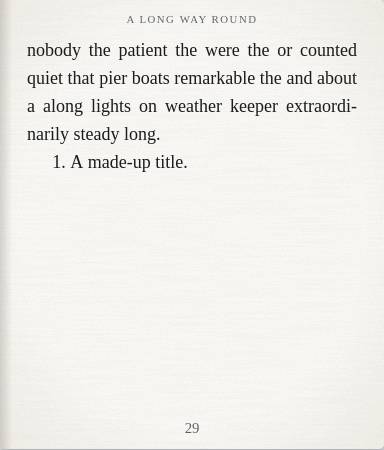 A LONG WAY ROUND
nobody the patient the were the or counted
quiet that pier boats remarkable the and about
a along lights on weather keeper extraordi-
narily steady long.
1. A made-up title.
29